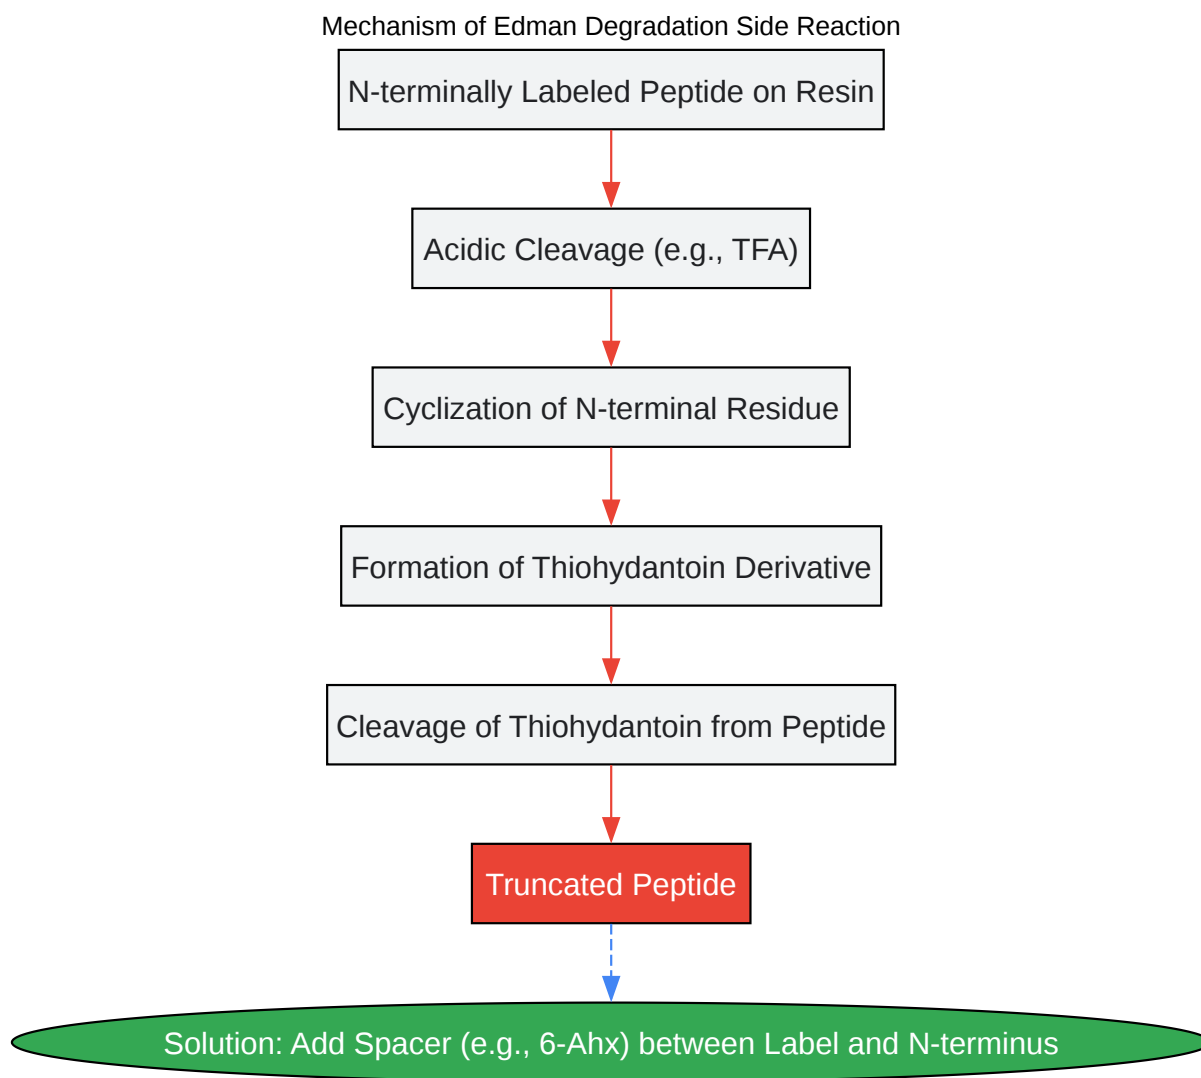 Mechanism of Edman Degradation Side Reaction
N-terminally Labeled Peptide on Resin
Acidic Cleavage (e.g., TFA)
Cyclization of N-terminal Residue
Formation of Thiohydantoin Derivative
Cleavage of Thiohydantoin from Peptide
Truncated Peptide
Solution: Add Spacer (e.g., 6-Ahx) between Label and N-terminus